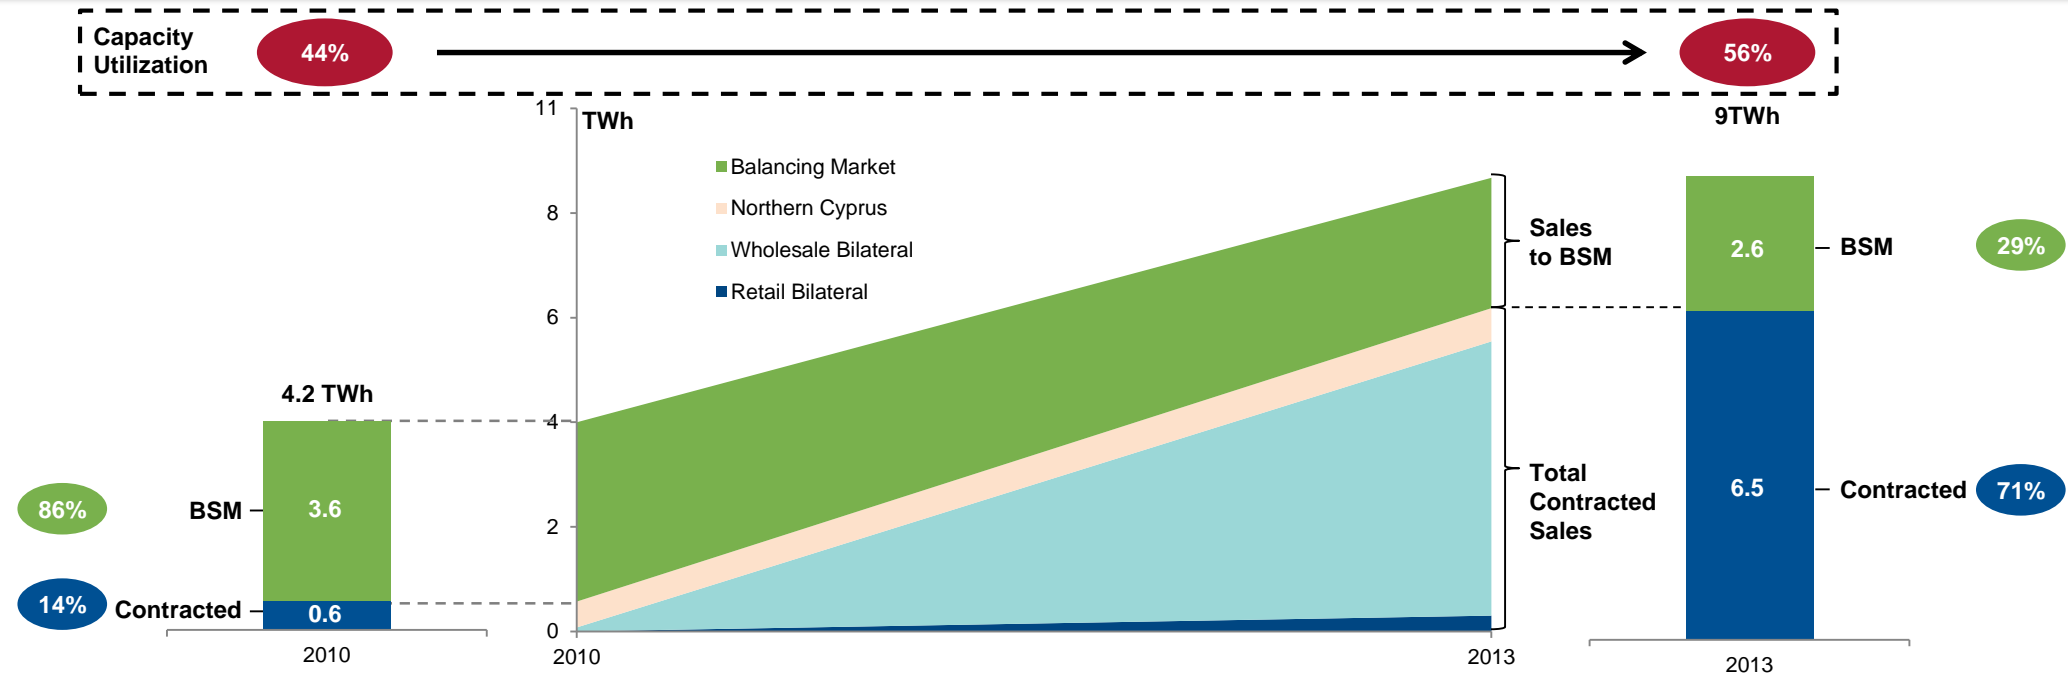 Capacity
Utilization
44%
56%
11
TWh
9TWh
Balancing Market
Northern Cyprus
Wholesale Bilateral
Retail Bilateral
8
6
4
2
0
2010
2013
4.2 TWh
86%
BSM
3.6
14%
Contracted
0.6
2010
Sales
to BSM
Total
Contracted
Sales
2.6
BSM
29%
6.5
Contracted
71%
2013